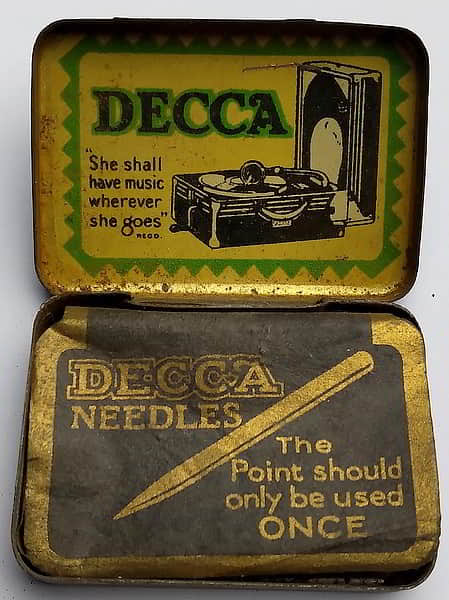 DECCA
"She shall
have music
wherever
she goes"
REGD.
DECCA
NEEDLES
The
Point should
only be used
ONCE